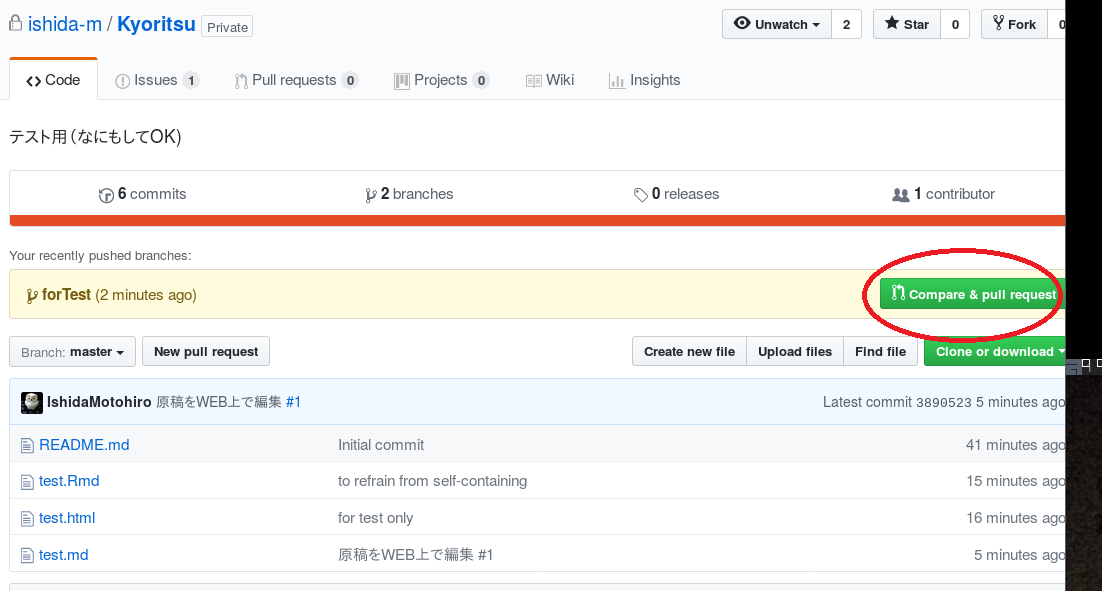 ishida-m / Kyoritsu Private Unwatch 2 Star 0 Fork 0
Code Issues 1 Pull requests 0 Projects 0 Wiki Insights
テスト用(なにもしてOK)
6 commits 2 branches 0 releases 1 contributor
Your recently pushed branches:
forTest (2 minutes ago) Compare & pull request
Branch: master New pull request Create new file Upload files Find file Clone or download
IshidaMotohiro 原稿をWEB上で編集 #1 Latest commit 3890523 5 minutes ago
README.md Initial commit 41 minutes ago
test.Rmd to refrain from self-containing 15 minutes ago
test.html for test only 16 minutes ago
test.md 原稿をWEB上で編集 #1 5 minutes ago